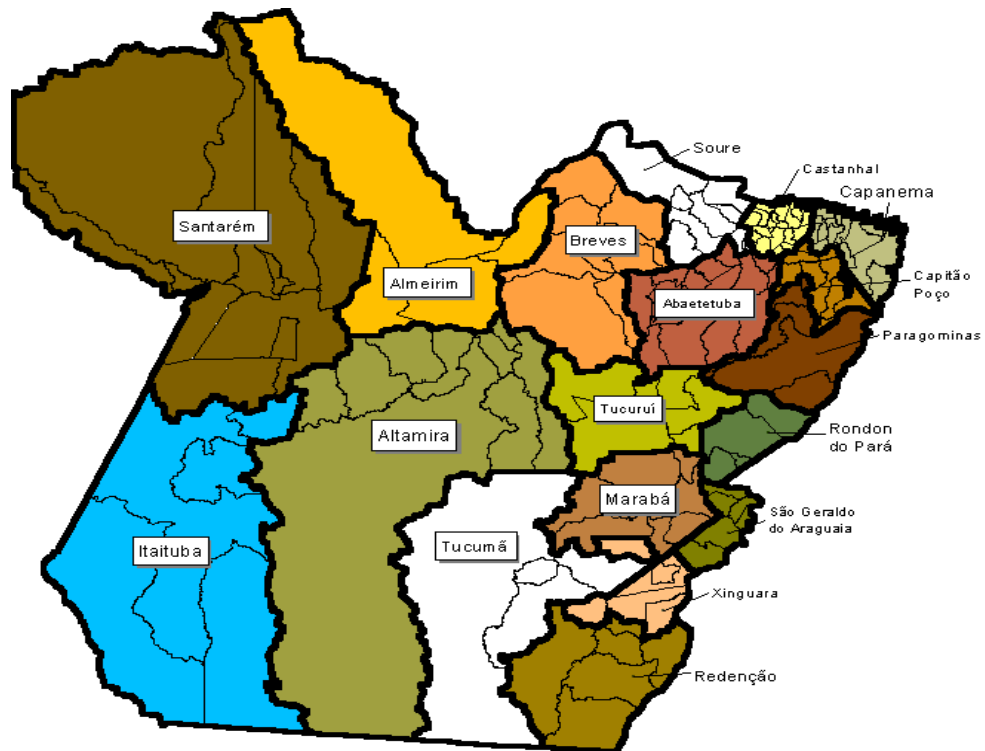 Soure
Castanhal
Capanema
Santarém
Breves
Almeirim
Capitão
Poço
Abaetetuba
Paragominas
Tucuruí
Altamira
Rondon
do Pará
Marabá
São Geraldo
do Araguaia
Itaituba
Tucumã
Xinguara
Redenção